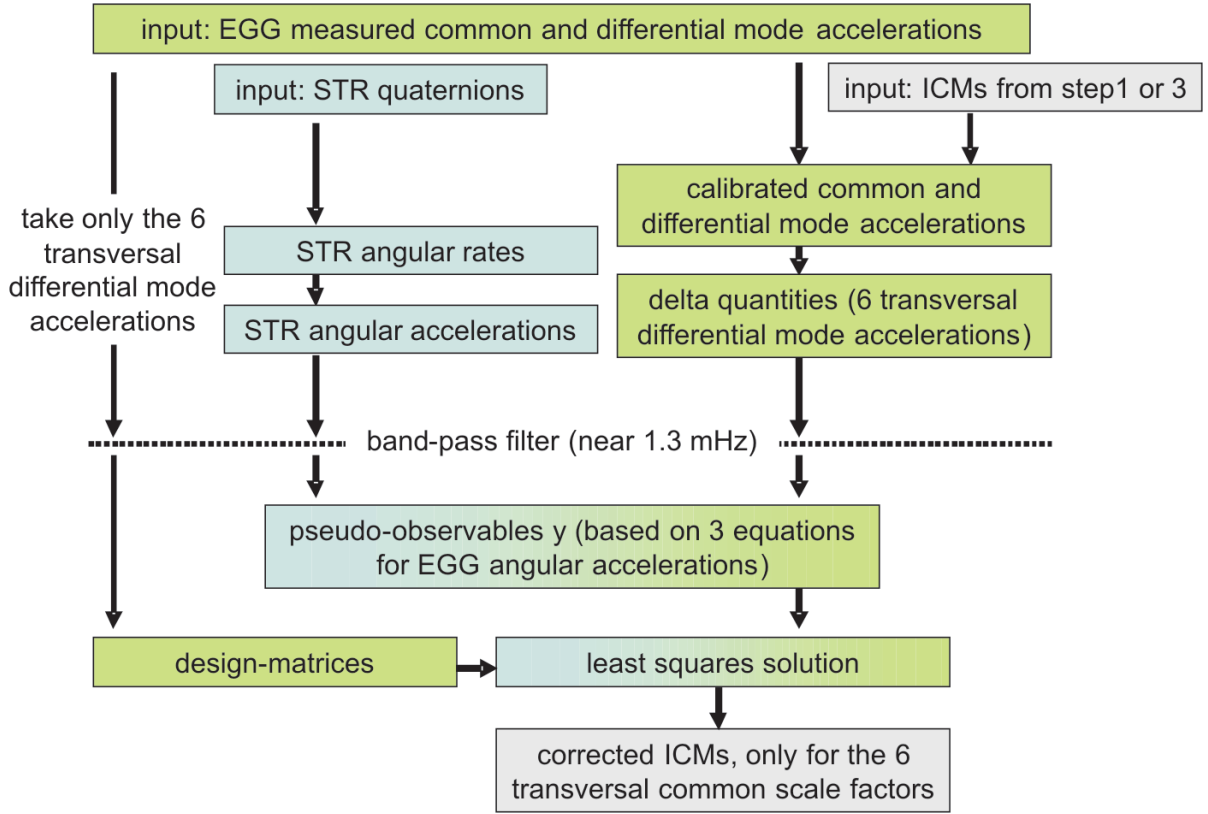 input: EGG measured common and differential mode accelerations
input: STR quaternions
input: ICMs from step1 or 3
calibrated common and
differential mode accelerations
take only the 6
transversal
differential mode
accelerations
STR angular rates
STR angular accelerations
delta quantities (6 transversal
differential mode accelerations)
band-pass filter (near 1.3 mHz)
pseudo-observables y (based on 3 equations
for EGG angular accelerations)
design-matrices
least squares solution
corrected ICMs, only for the 6
transversal common scale factors